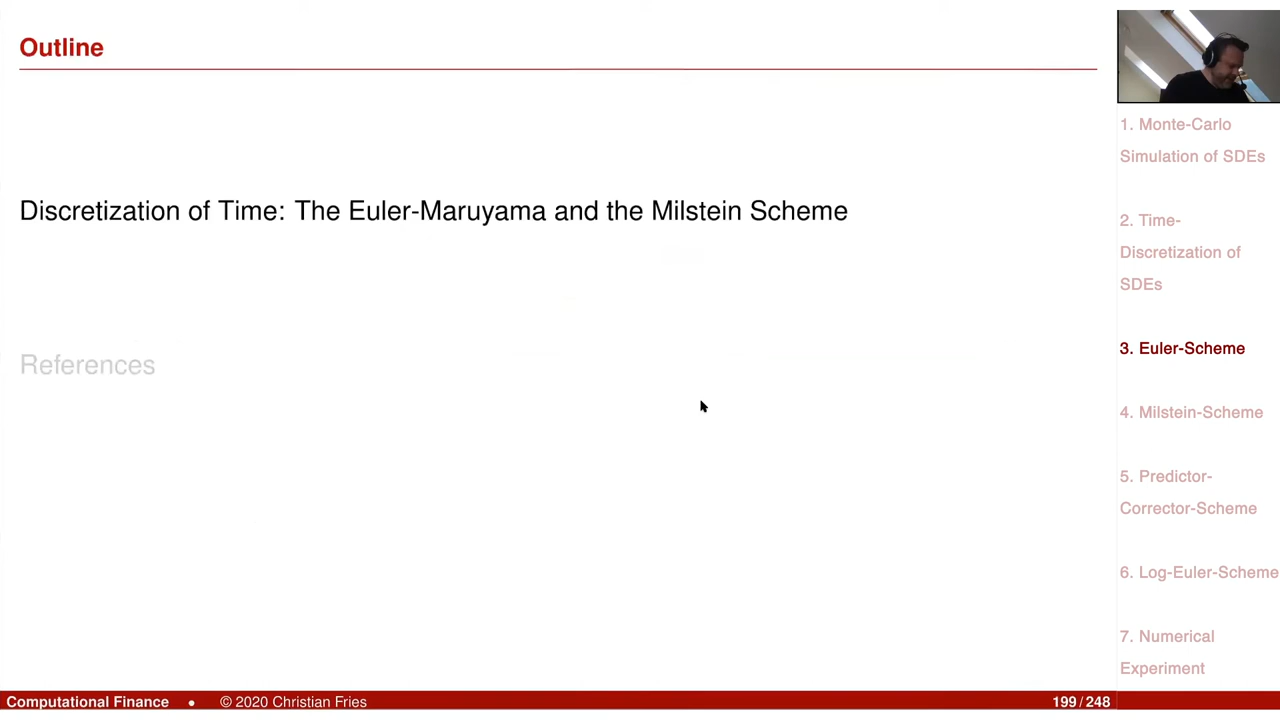 Outline
Discretization of Time: The Euler-Maruyama and the Milstein Scheme
References
1. Monte-Carlo
Simulation of SDEs
2. Time-
Discretization of
SDEs
3. Euler-Scheme
4. Milstein-Scheme
5. Predictor-
Corrector-Scheme
6. Log-Euler-Scheme
7. Numerical
Experiment
Computational Finance • © 2020 Christian Fries 199 / 248